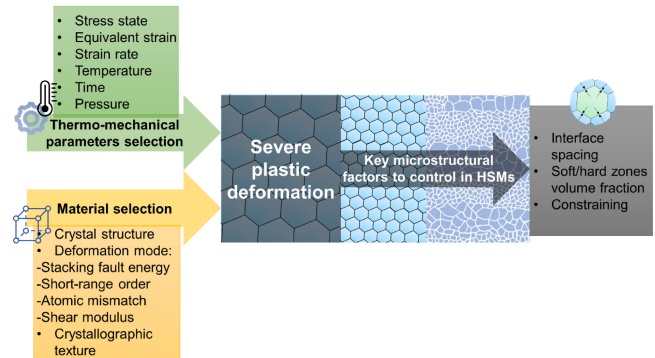 • Stress state
• Equivalent strain
• Strain rate
• Temperature
• Time
• Pressure
Thermo-mechanical
parameters selection
Material selection
• Crystal structure
• Deformation mode:
-Stacking fault energy
-Short-range order
-Atomic mismatch
-Shear modulus
• Crystallographic
texture
Severe
plastic
deformation
Key microstructural
factors to control in HSMs
• Interface
spacing
• Soft/hard zones
volume fraction
• Constraining